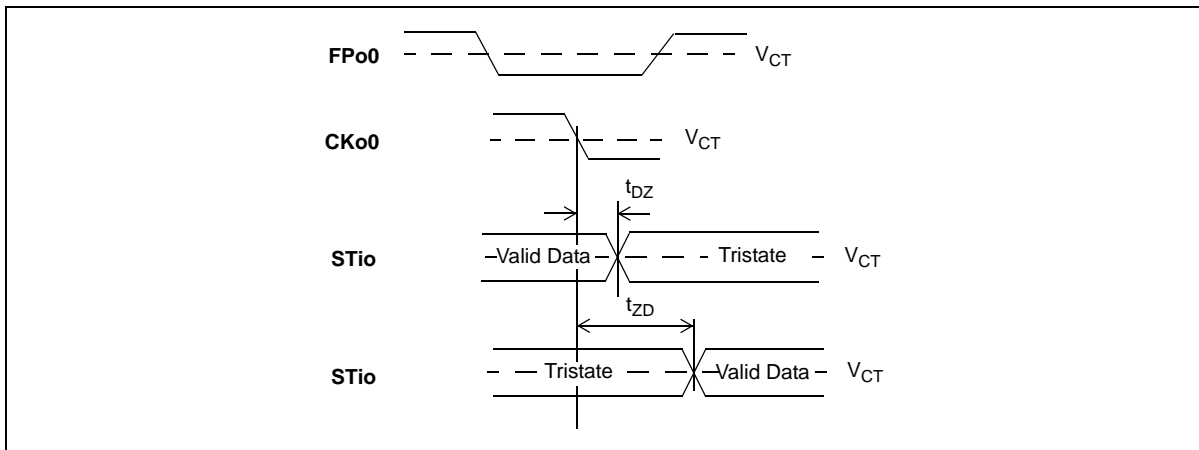 FPo0
V_CT
CKo0
V_CT
t_DZ
STio
Valid Data
Tristate
V_CT
t_ZD
STio
Tristate
Valid Data
V_CT